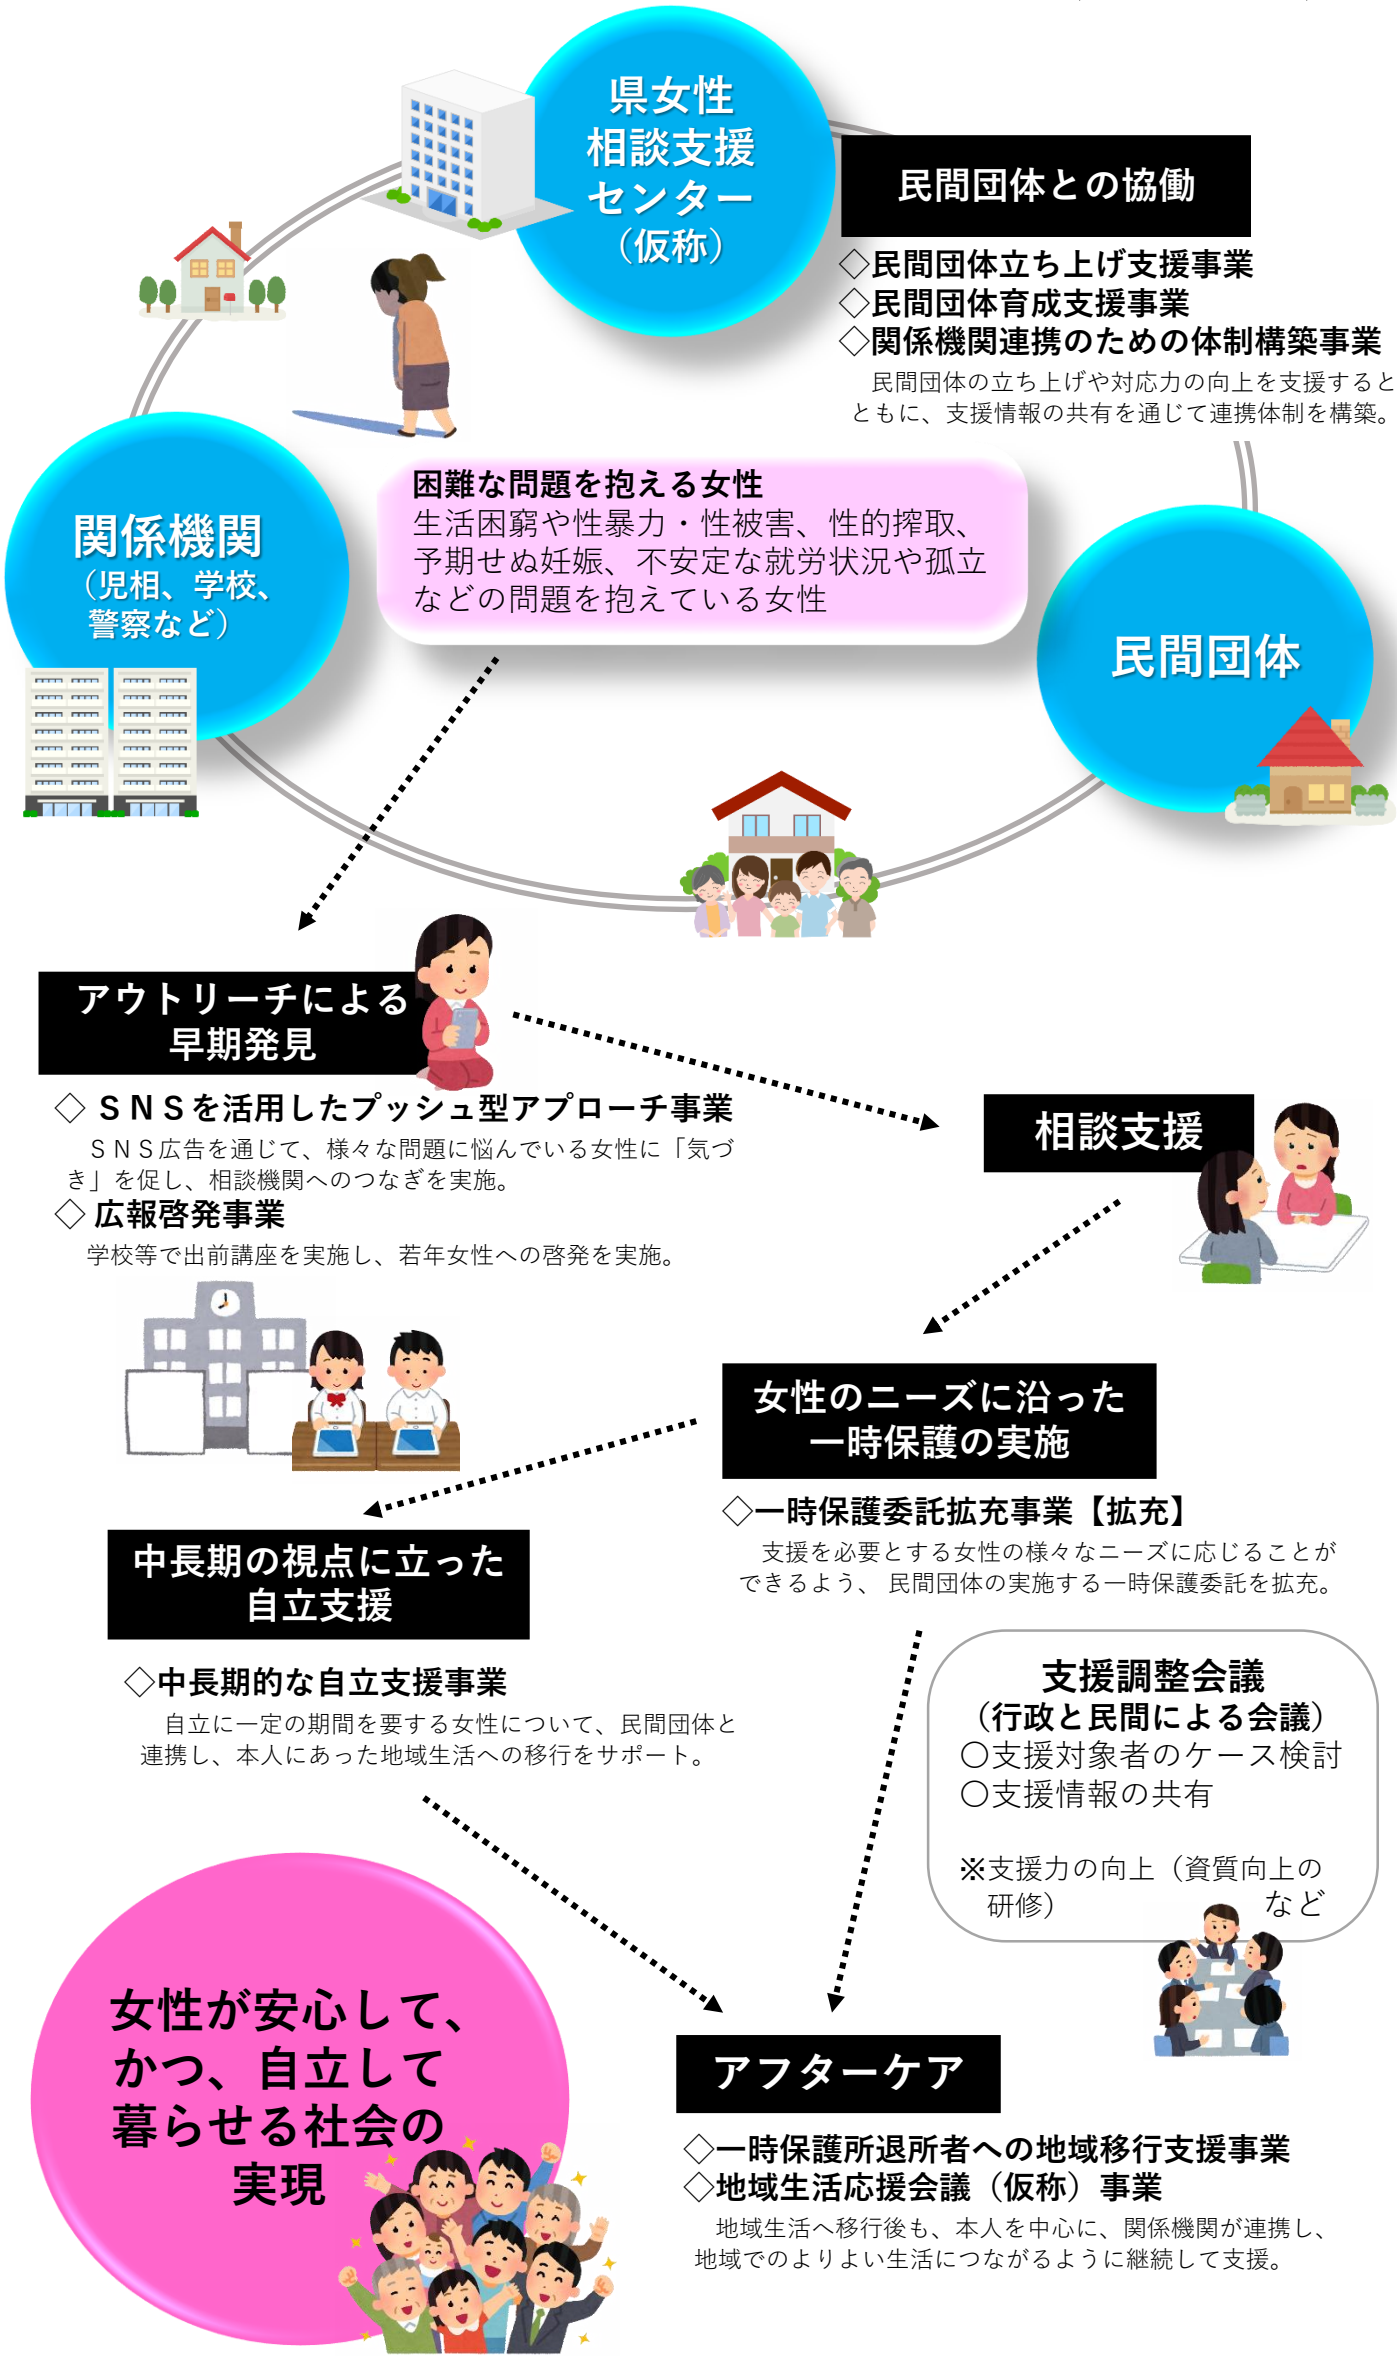 県女性
相談支援
センター
（仮称）
民間団体との協働
◇民間団体立ち上げ支援事業
◇民間団体育成支援事業
◇関係機関連携のための体制構築事業
民間団体の立ち上げや対応力の向上を支援すると
ともに、支援情報の共有を通じて連携体制を構築。
関係機関
（児相、学校、
警察など）
困難な問題を抱える女性
生活困窮や性暴力・性被害、性的搾取、
予期せぬ妊娠、不安定な就労状況や孤立
などの問題を抱えている女性
民間団体
アウトリーチによる
早期発見
◇ ＳＮＳを活用したプッシュ型アプローチ事業
ＳＮＳ広告を通じて、様々な問題に悩んでいる女性に「気づ
き」を促し、相談機関へのつなぎを実施。
◇ 広報啓発事業
学校等で出前講座を実施し、若年女性への啓発を実施。
相談支援
女性のニーズに沿った
一時保護の実施
◇一時保護委託拡充事業【拡充】
支援を必要とする女性の様々なニーズに応じることが
できるよう、 民間団体の実施する一時保護委託を拡充。
中長期の視点に立った
自立支援
◇中長期的な自立支援事業
自立に一定の期間を要する女性について、民間団体と
連携し、本人にあった地域生活への移行をサポート。
支援調整会議
（行政と民間による会議）
○支援対象者のケース検討
○支援情報の共有
※支援力の向上（資質向上の
研修） など
女性が安心して、
かつ、自立して
暮らせる社会の
実現
アフターケア
◇一時保護所退所者への地域移行支援事業
◇地域生活応援会議（仮称）事業
地域生活へ移行後も、本人を中心に、関係機関が連携し、
地域でのよりよい生活につながるように継続して支援。